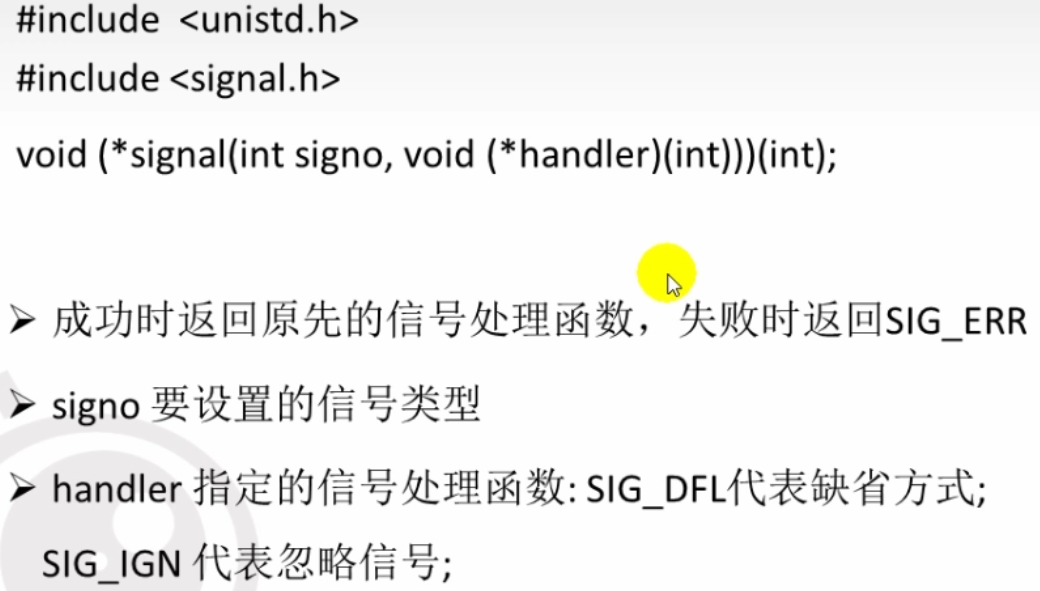 #include <unistd.h>
#include <signal.h>
void (*signal(int signo, void (*handler)(int)))(int);
➢ 成功时返回原先的信号处理函数，失败时返回SIG_ERR
➢ signo 要设置的信号类型
➢ handler 指定的信号处理函数: SIG_DFL代表缺省方式;
SIG_IGN 代表忽略信号;